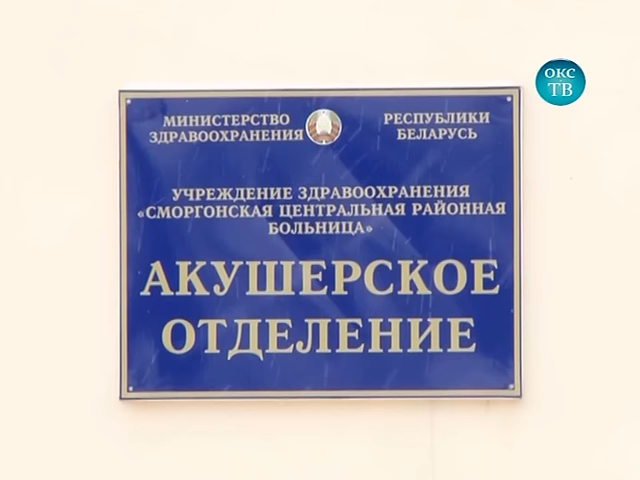 ОКС
ТВ
МИНИСТЕРСТВО
ЗДРАВООХРАНЕНИЯ
РЕСПУБЛИКИ
БЕЛАРУСЬ
УЧРЕЖДЕНИЕ ЗДРАВООХРАНЕНИЯ
«СМОРГОНСКАЯ ЦЕНТРАЛЬНАЯ РАЙОННАЯ
БОЛЬНИЦА»
АКУШЕРСКОЕ
ОТДЕЛЕНИЕ